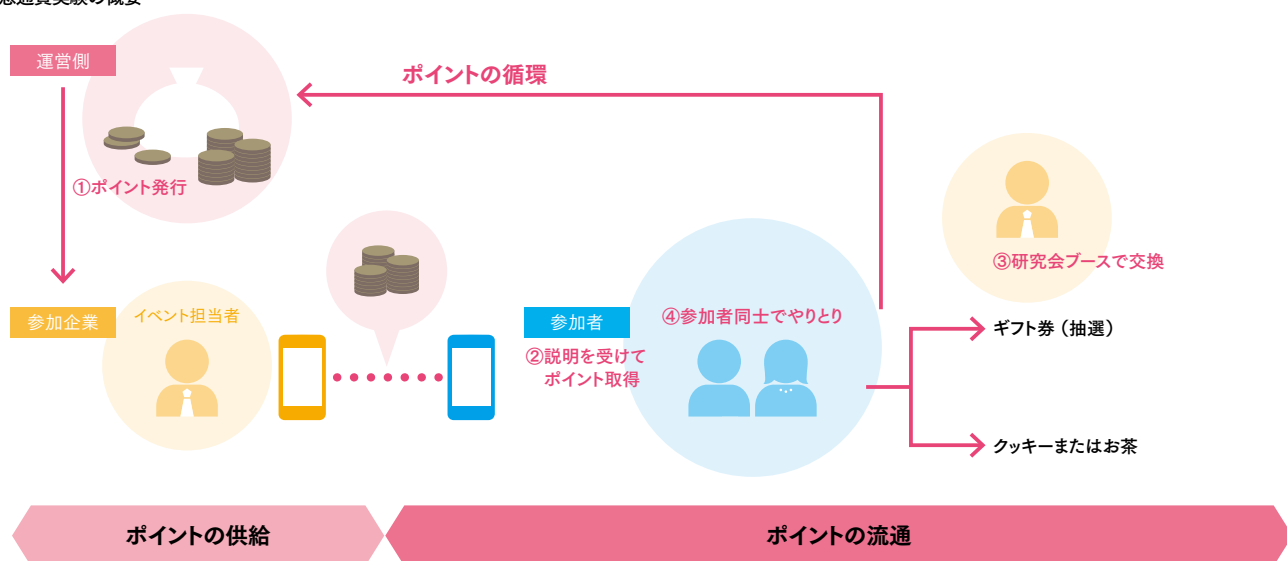 運営側
ポイントの循環
①ポイント発行
③研究会ブースで交換
参加企業
イベント担当者
参加者
④参加者同士でやりとり
②説明を受けて
ポイント取得
ギフト券（抽選）
クッキーまたはお茶
ポイントの供給
ポイントの流通